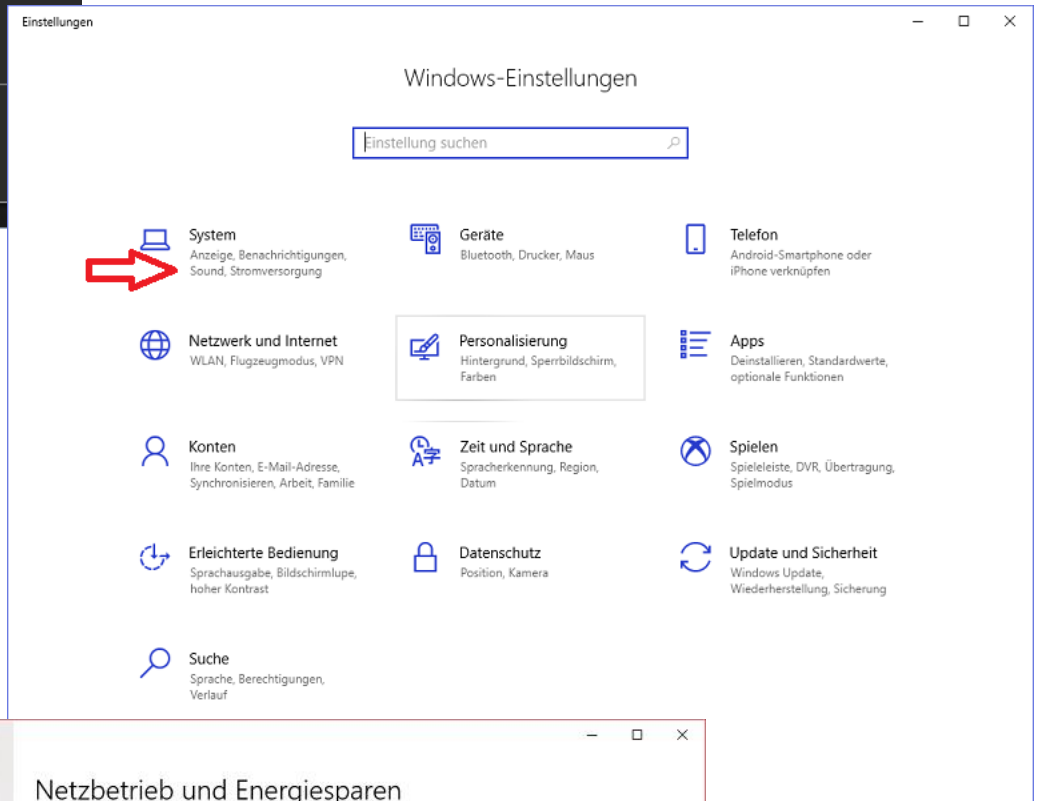 Einstellungen
Windows-Einstellungen
Einstellung suchen
System
Anzeige, Benachrichtigungen,
Sound, Stromversorgung
Geräte
Bluetooth, Drucker, Maus
Telefon
Android-Smartphone oder
iPhone verknüpfen
Netzwerk und Internet
WLAN, Flugzeugmodus, VPN
Personalisierung
Hintergrund, Sperrbildschirm,
Farben
Apps
Deinstallieren, Standardwerte,
optionale Funktionen
Konten
Ihre Konten, E-Mail-Adresse,
Synchronisieren, Arbeit, Familie
Zeit und Sprache
Spracherkennung, Region,
Datum
Spielen
Spieleleiste, DVR, Übertragung,
Spielmodus
Erleichterte Bedienung
Sprachausgabe, Bildschirmlupe,
hoher Kontrast
Datenschutz
Position, Kamera
Update und Sicherheit
Windows Update,
Wiederherstellung, Sicherung
Suche
Sprache, Berechtigungen,
Verlauf
Netzbetrieb und Energiesparen